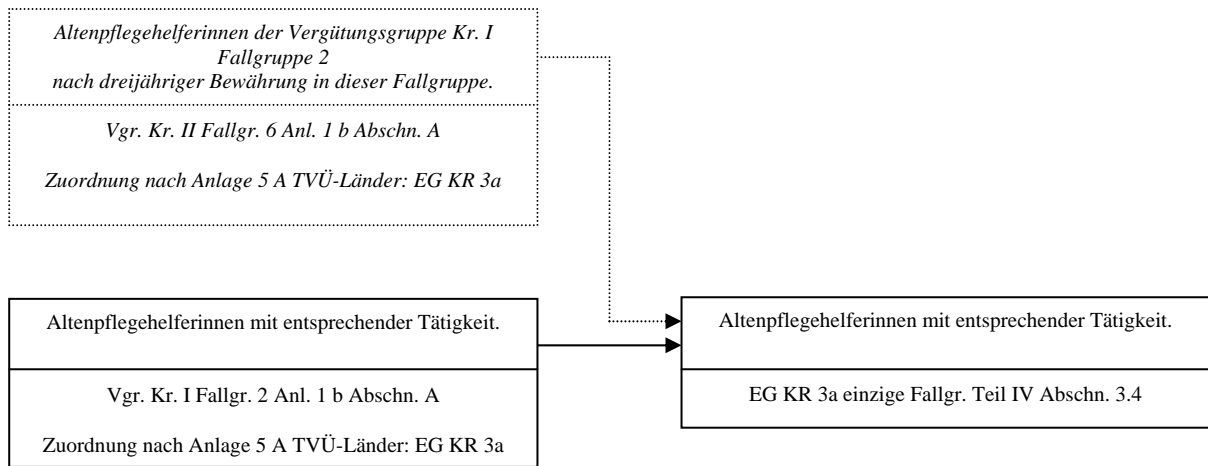 Altenpflegehelferinnen der Vergütungsgruppe Kr. I
Fallgruppe 2
nach dreijähriger Bewährung in dieser Fallgruppe.
Vgr. Kr. II Fallgr. 6 Anl. 1 b Abschn. A
Zuordnung nach Anlage 5 A TVÜ-Länder: EG KR 3a
Altenpflegehelferinnen mit entsprechender Tätigkeit.
Vgr. Kr. I Fallgr. 2 Anl. 1 b Abschn. A
Zuordnung nach Anlage 5 A TVÜ-Länder: EG KR 3a
Altenpflegehelferinnen mit entsprechender Tätigkeit.
EG KR 3a einzige Fallgr. Teil IV Abschn. 3.4